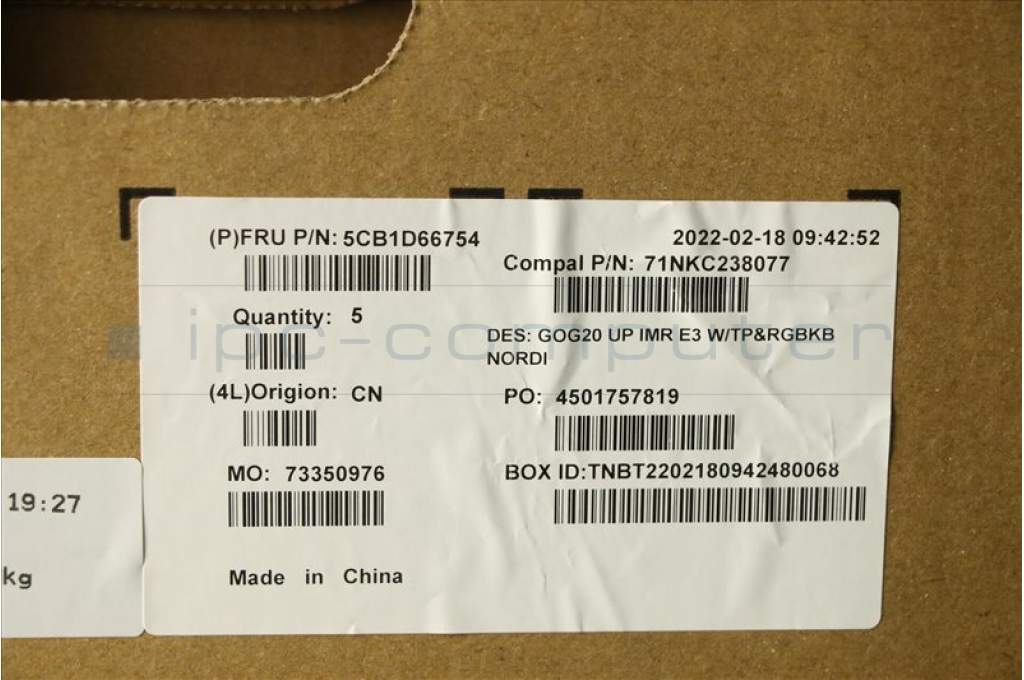 (P)FRU P/N: 5CB1D66754
2022-02-18 09:42:52
Compal P/N: 71NKC238077
Quantity: 5
DES: GOG20 UP IMR E3 W/TP&RGBKB
NORDI
ipc-computer
(4L)Origion: CN
PO: 4501757819
MO: 73350976
BOX ID:TNBT2202180942480068
19:27
kg
Made in China